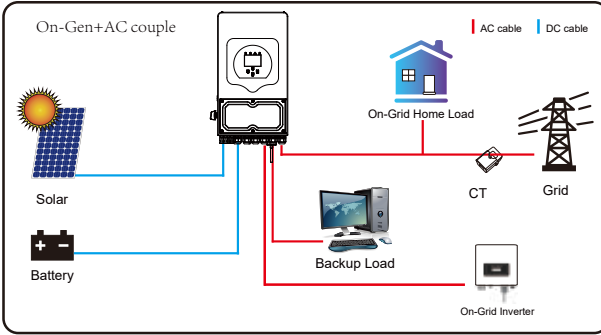 On-Gen+AC couple
AC cable
DC cable
On-Grid Home Load
CT
Grid
Solar
Backup Load
Battery
On-Grid Inverter